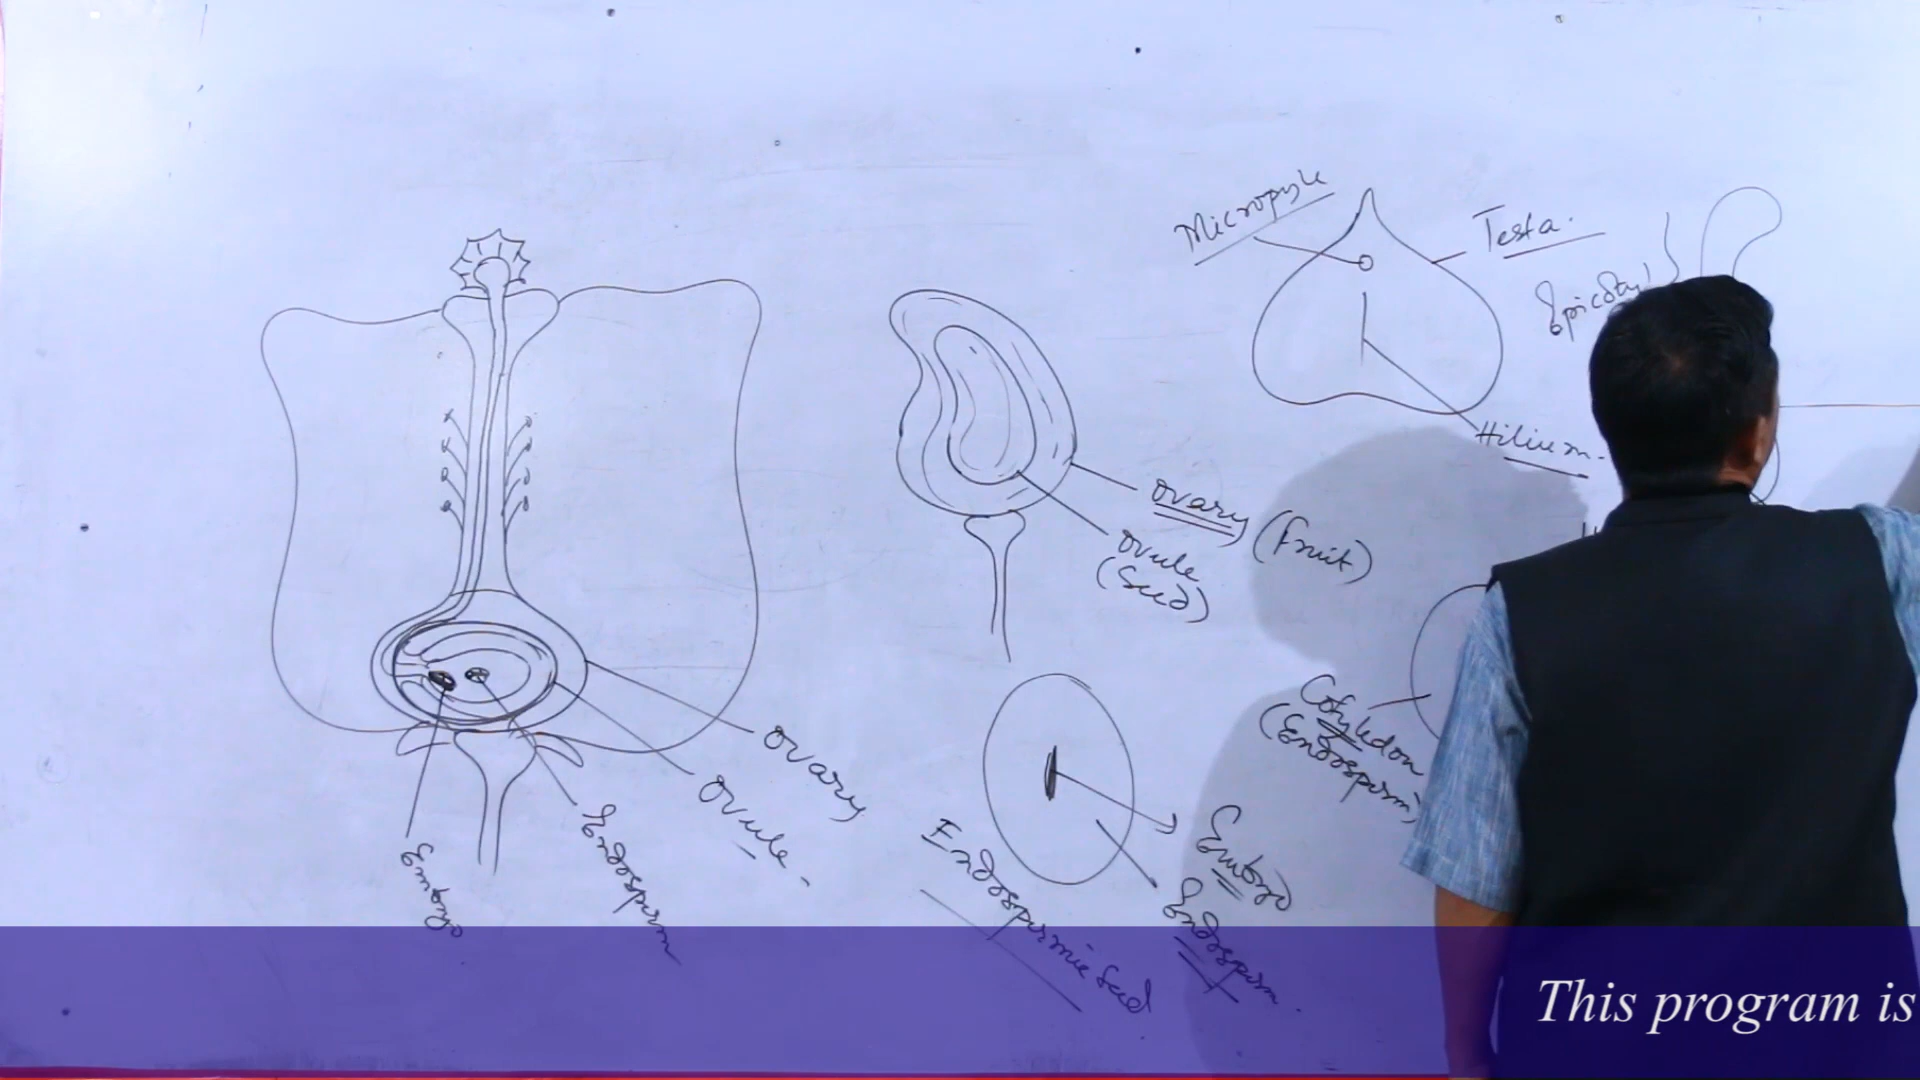 Micropyle
Testa.
Epicotyl
Hilium.
ovary (Fruit)
ovule
(Seed)
Cotyledon
(Endosperm)
ovary
ovule
Embryo
Endosperm
Embryo
Endosperm.
Endospermic Seed
This program is